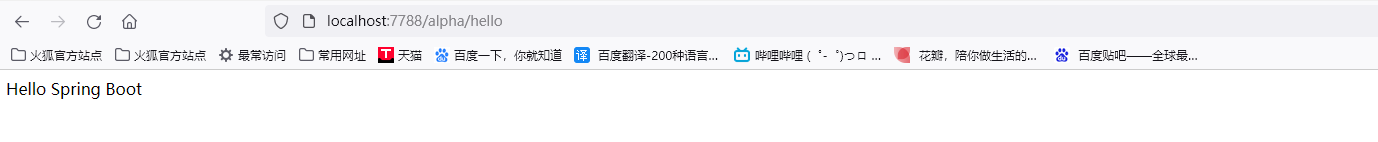 localhost:7788/alpha/hello
火狐官方站点 火狐官方站点 最常访问 常用网址 T 天猫 百度一下，你就知道 译 百度翻译-200种语言... 哔哩哔哩 (゜-゜)つロ ... 花瓣，陪你做生活的... 百度贴吧——全球最...
Hello Spring Boot